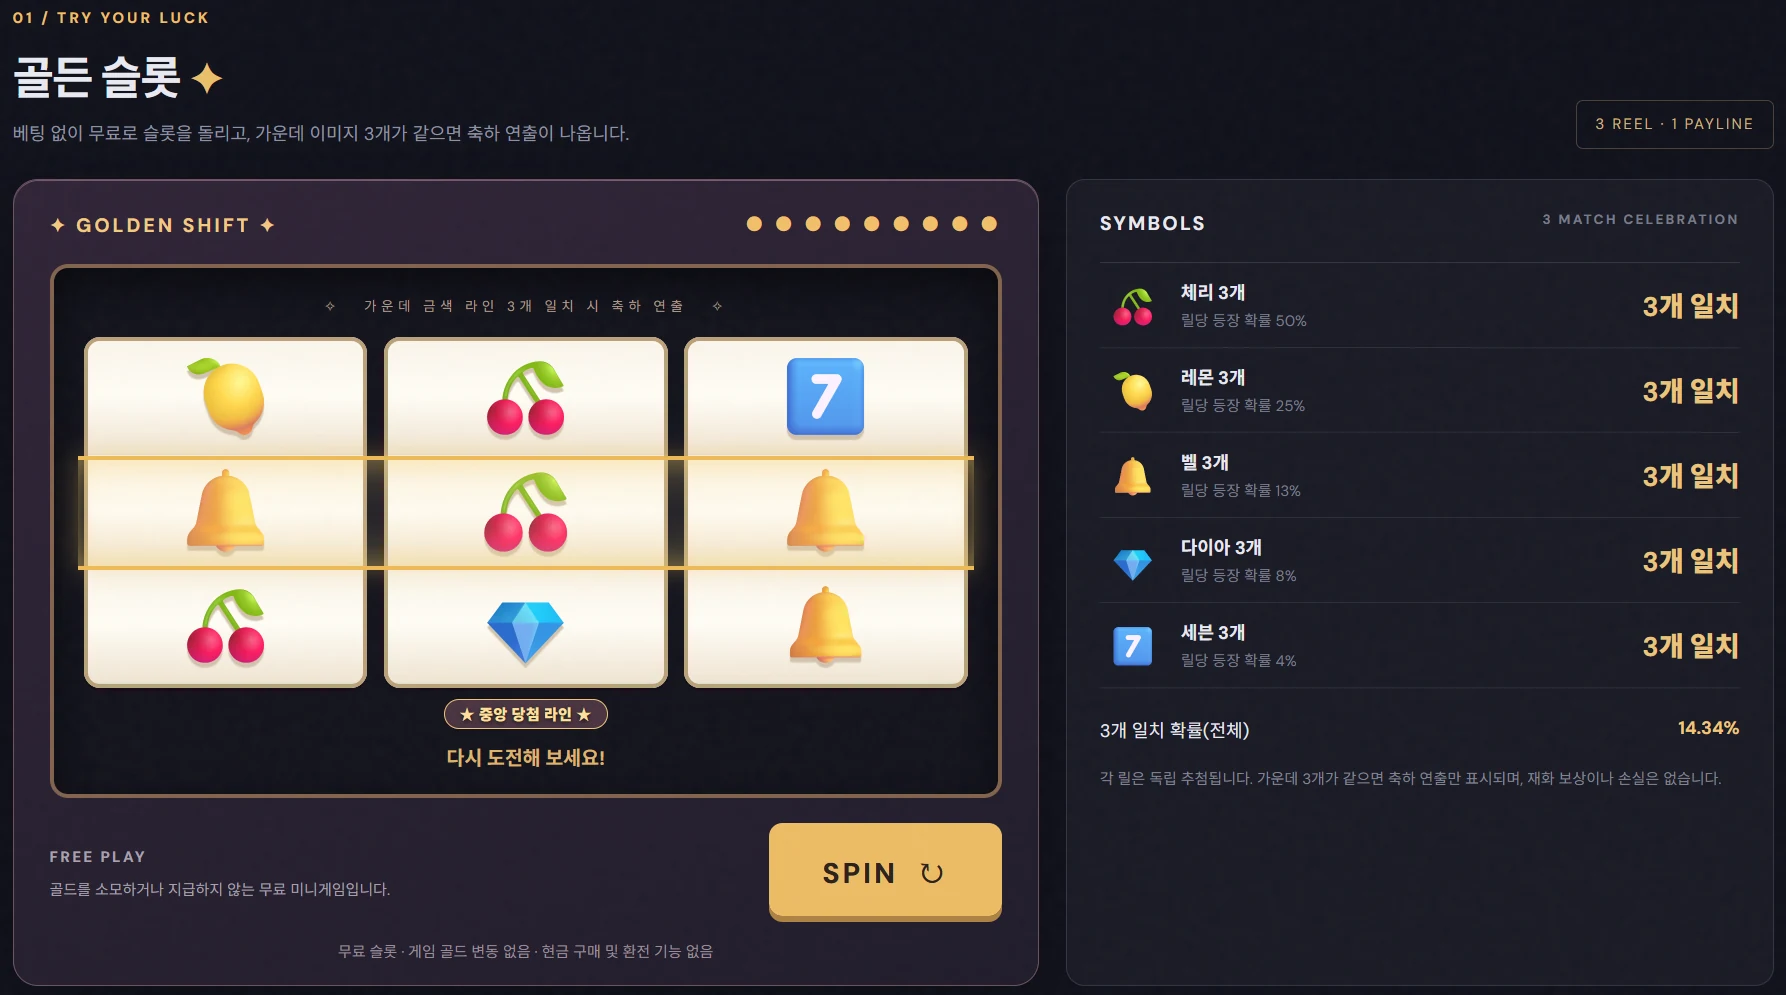 01 / TRY YOUR LUCK
골든 슬롯 ✦
베팅 없이 무료로 슬롯을 돌리고, 가운데 이미지 3개가 같으면 축하 연출이 나옵니다.
3 REEL · 1 PAYLINE
✦ GOLDEN SHIFT ✦
✧ 가운데 금색 라인 3개 일치 시 축하 연출 ✧
7
★ 중앙 당첨 라인 ★
다시 도전해 보세요!
FREE PLAY
골드를 소모하거나 지급하지 않는 무료 미니게임입니다.
SPIN ↻
무료 슬롯 · 게임 골드 변동 없음 · 현금 구매 및 환전 기능 없음
SYMBOLS
3 MATCH CELEBRATION
체리 3개
릴당 등장 확률 50%
3개 일치
레몬 3개
릴당 등장 확률 25%
3개 일치
벨 3개
릴당 등장 확률 13%
3개 일치
다이아 3개
릴당 등장 확률 8%
3개 일치
7
세븐 3개
릴당 등장 확률 4%
3개 일치
3개 일치 확률(전체)
14.34%
각 릴은 독립 추첨됩니다. 가운데 3개가 같으면 축하 연출만 표시되며, 재화 보상이나 손실은 없습니다.